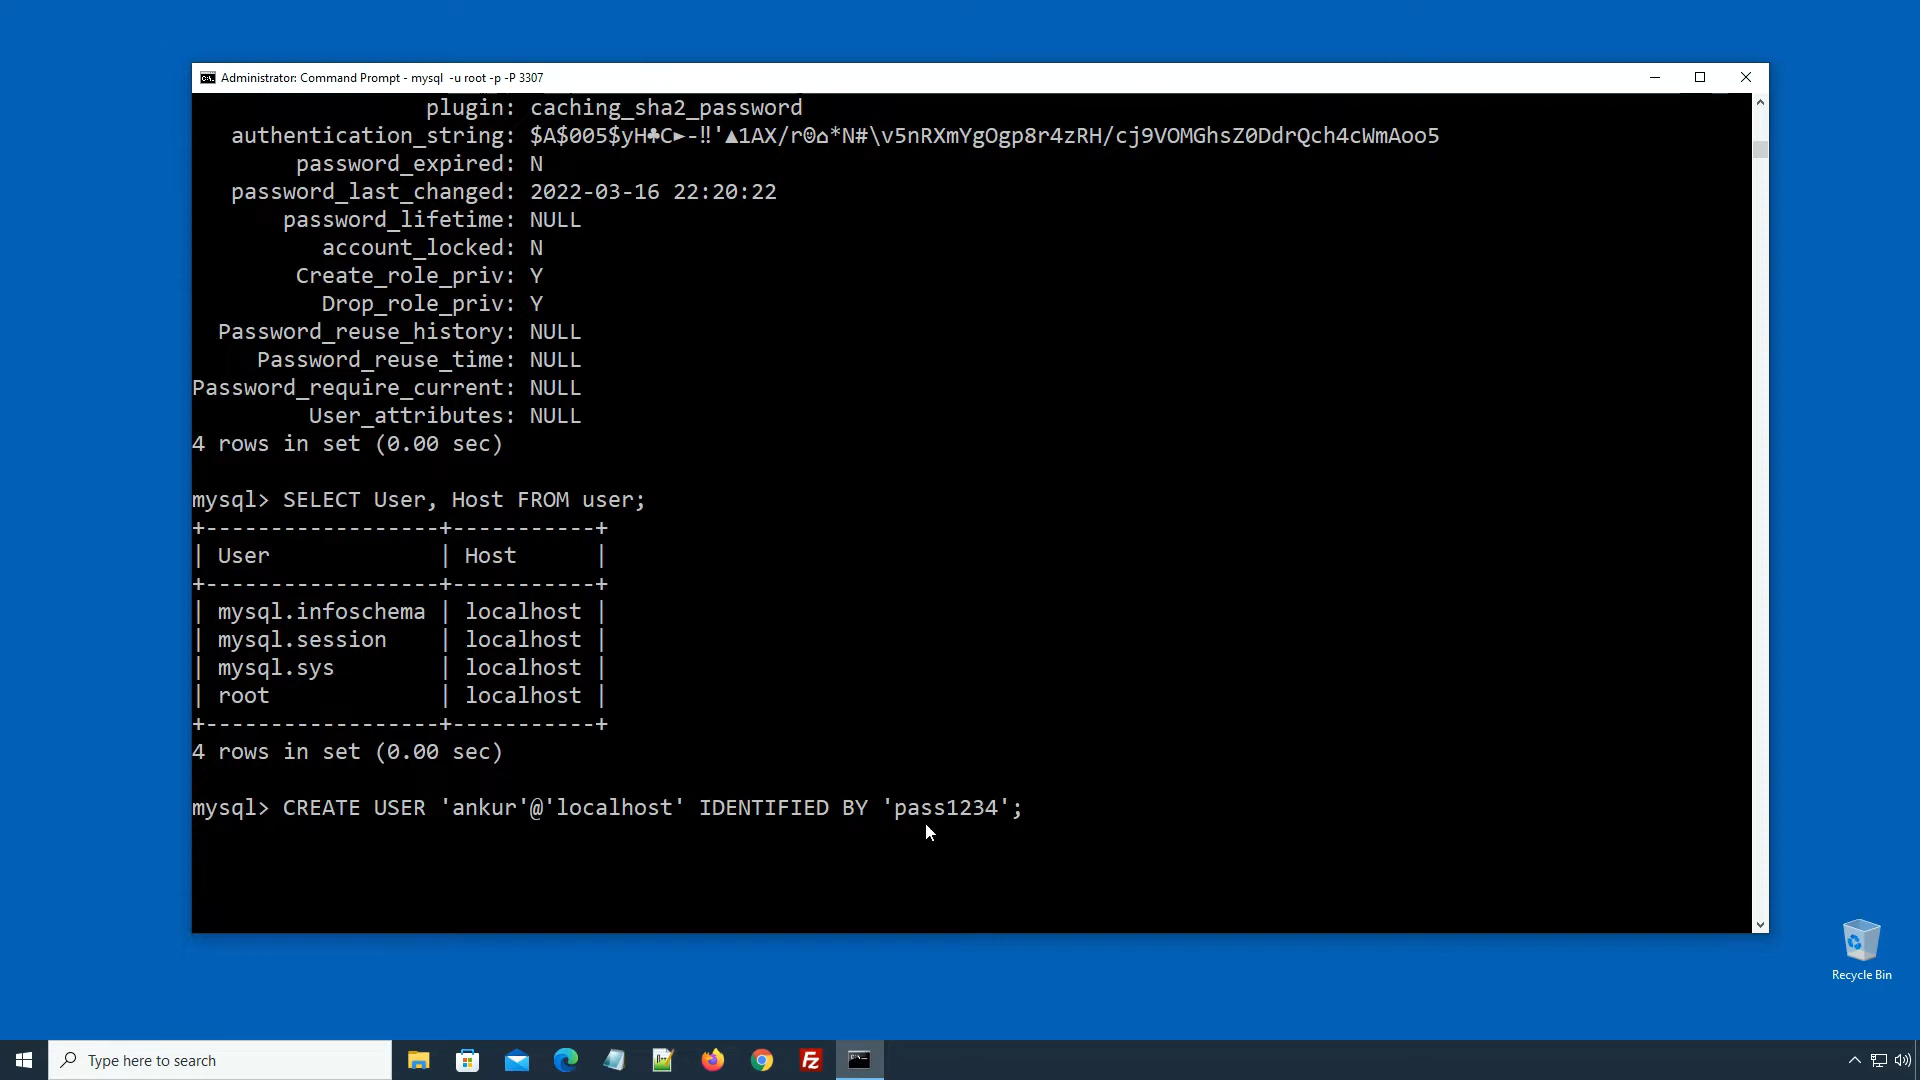 Administrator: Command Prompt - mysql  -u root -p -P 3307
plugin: caching_sha2_password
authentication_string: $A$005$yH♣C►-‼'▲1AX/r☺⌂*N#\v5nRXmYgOgp8r4zRH/cj9VOMGhsZ0DdrQch4cWmAoo5
password_expired: N
password_last_changed: 2022-03-16 22:20:22
password_lifetime: NULL
account_locked: N
Create_role_priv: Y
Drop_role_priv: Y
Password_reuse_history: NULL
Password_reuse_time: NULL
Password_require_current: NULL
User_attributes: NULL
4 rows in set (0.00 sec)
mysql> SELECT User, Host FROM user;
+------------------+-----------+
| User             | Host      |
+------------------+-----------+
| mysql.infoschema | localhost |
| mysql.session    | localhost |
| mysql.sys        | localhost |
| root             | localhost |
+------------------+-----------+
4 rows in set (0.00 sec)
mysql> CREATE USER 'ankur'@'localhost' IDENTIFIED BY 'pass1234';
Recycle Bin
Type here to search